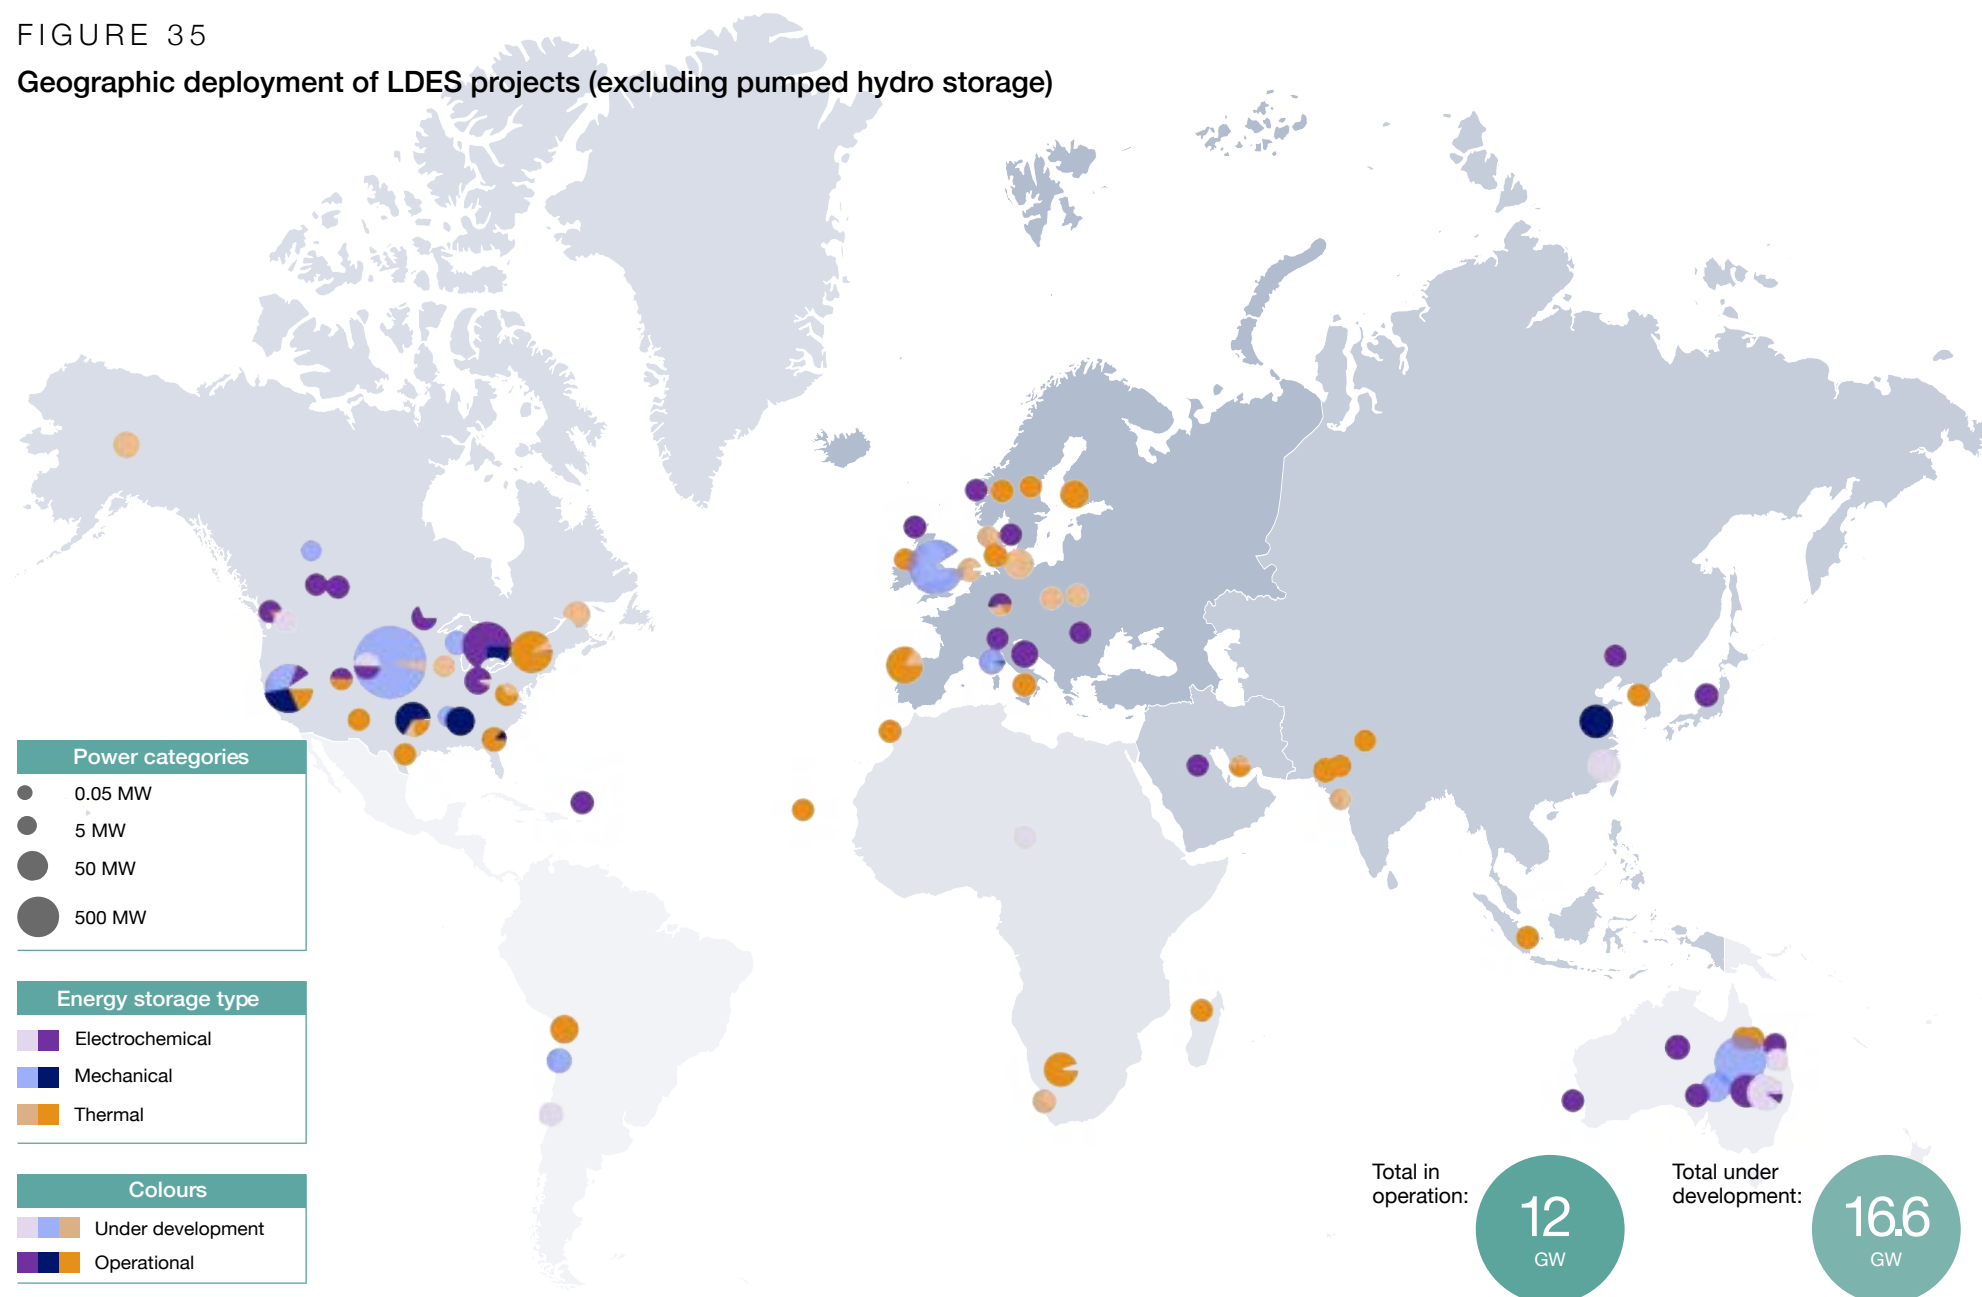 FIGURE 35
Geographic deployment of LDES projects (excluding pumped hydro storage)
Power categories
0.05 MW
5 MW
50 MW
500 MW
Energy storage type
Electrochemical
Mechanical
Thermal
Colours
Under development
Operational
Total in
operation:
12
GW
Total under
development:
16.6
GW